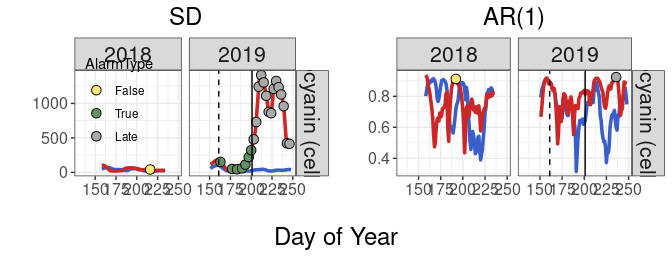 SD
AR(1)
2018
2019
2018
2019
AlarmType
False
True
Late
cyanin (cell
cyanin (cell
1000
500
0
0.8
0.6
0.4
150 175 200 225 250
150 175 200 225 250
150 175 200 225 250
150 175 200 225 250
Day of Year